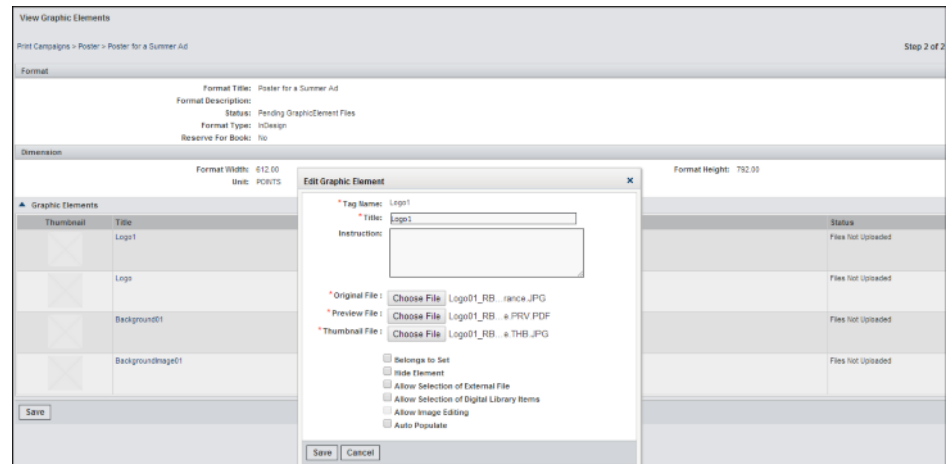 View Graphic Elements
Print Campaigns > Poster > Poster for a Summer Ad
Step 2 of 2
Format
Format Title: Poster for a Summer Ad
Format Description:
Status: Pending GraphicElement Files
Format Type: InDesign
Reserve For Book: No
Dimension
Format Width: 612.00
Format Height: 792.00
Unit: POINTS
Edit Graphic Element x
*Tag Name: Logo1
*Title: Logo1
Instruction:
*Original File : Choose File Logo01_RB...rance.JPG
*Preview File : Choose File Logo01_RB...e.PRV.PDF
*Thumbnail File : Choose File Logo01_RB...e.THB.JPG
Belongs to Set
Hide Element
Allow Selection of External File
Allow Selection of Digital Library Items
Allow Image Editing
Auto Populate
Save Cancel
Graphic Elements
Thumbnail Title Status
Logo1 Files Not Uploaded
Logo Files Not Uploaded
Background01 Files Not Uploaded
BackgroundImage01 Files Not Uploaded
Save